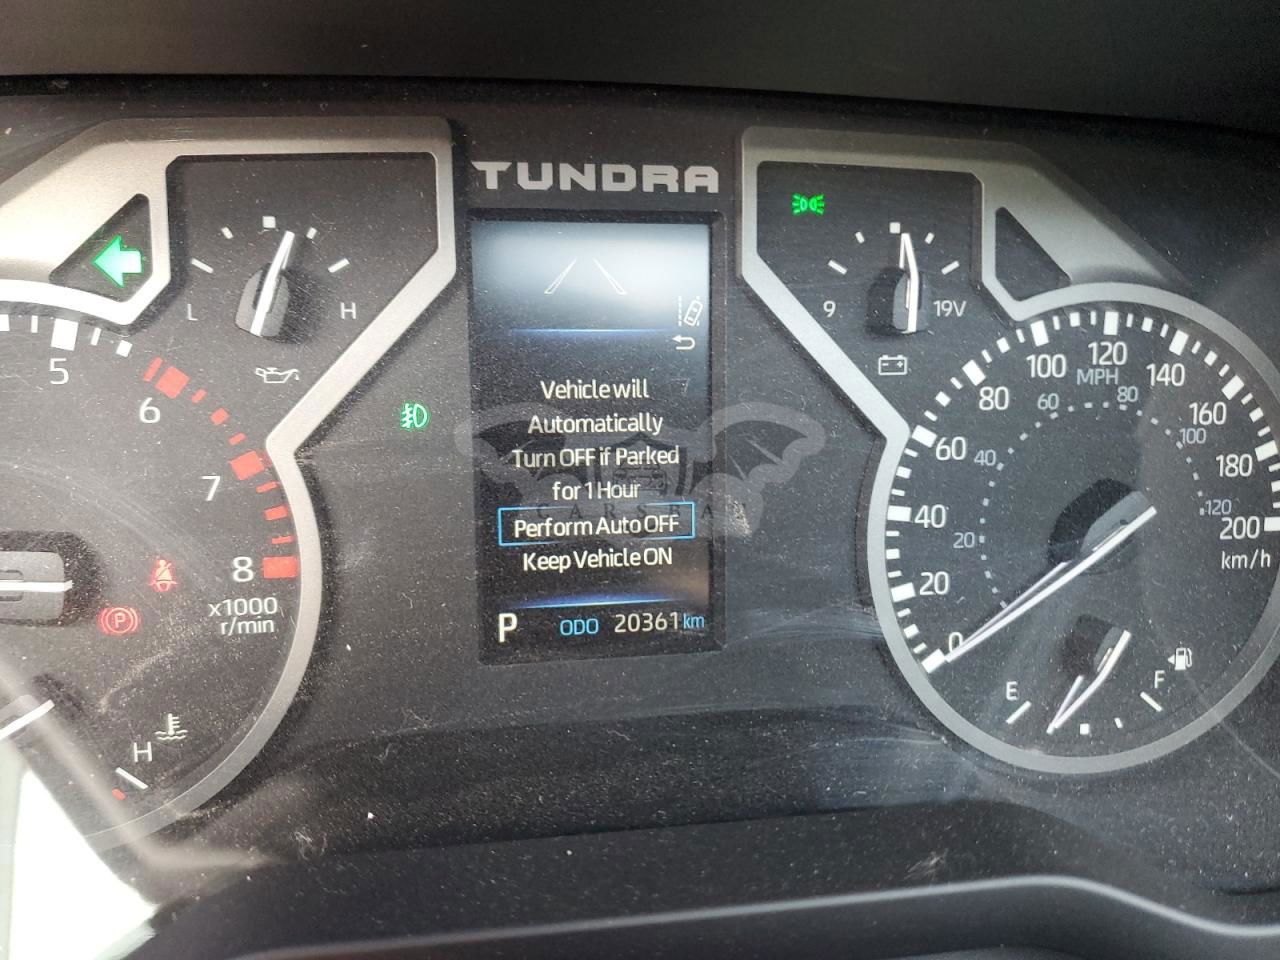 TUNDRA
L
H
9
19V
Vehicle will
Automatically
Turn OFF if Parked
for 1 Hour
Perform Auto OFF
Keep Vehicle ON
P ODO 20361 km
5
6
7
8
x1000
r/min
P
H
0
20
40
60
80
100
120
140
160
180
200
km/h
MPH
20
40
60
80
100
120
E
F